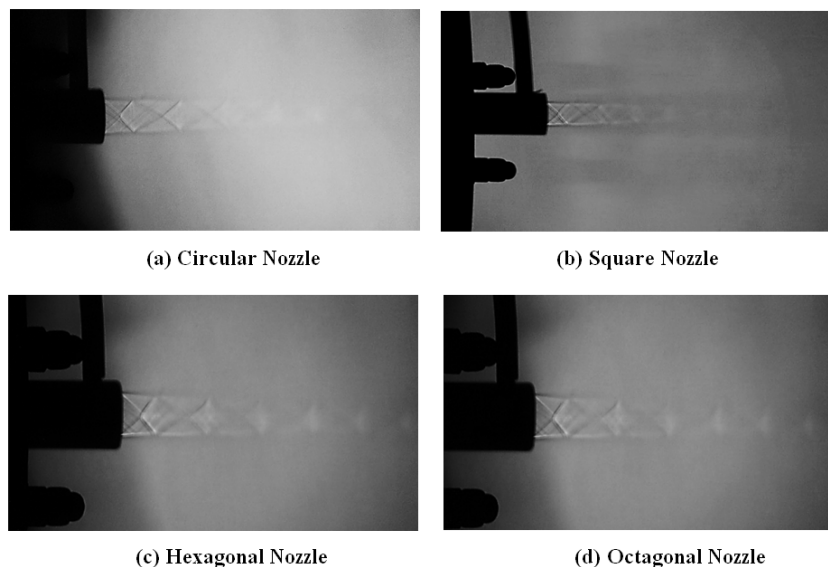 (a) Circular Nozzle
(b) Square Nozzle
(c) Hexagonal Nozzle
(d) Octagonal Nozzle